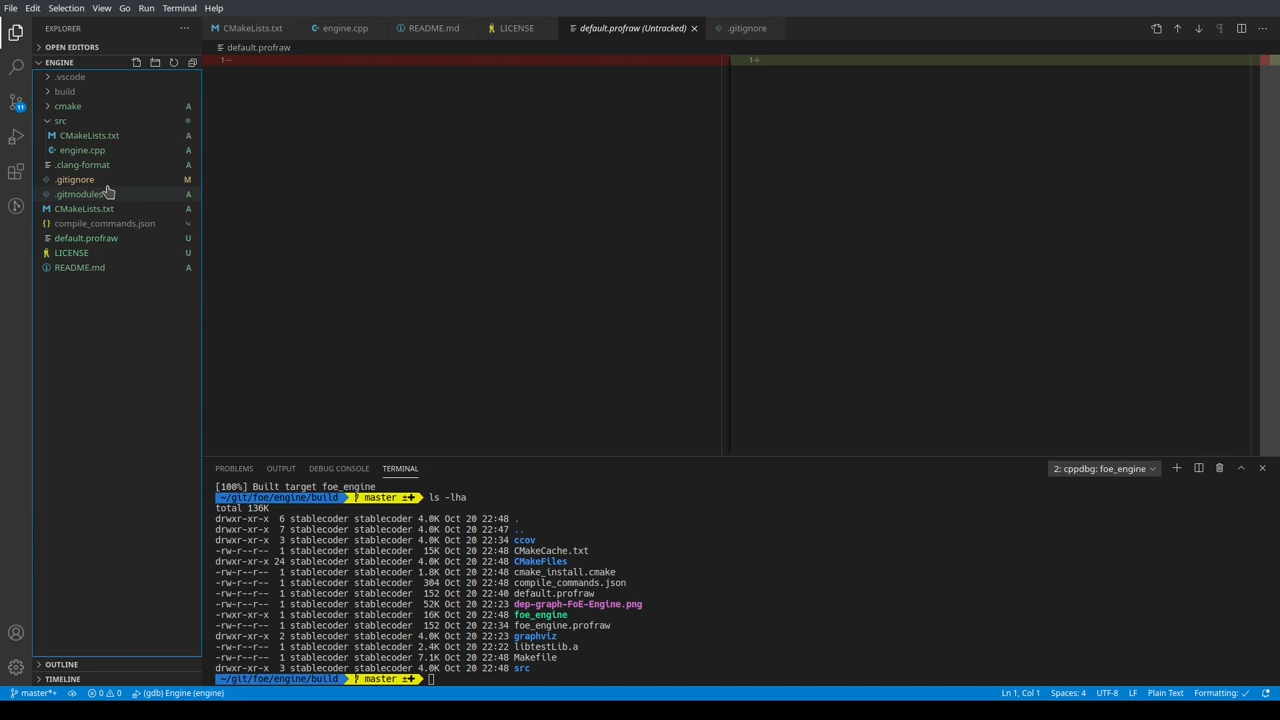 File Edit Selection View Go Run Terminal Help
EXPLORER
OPEN EDITORS
ENGINE
.vscode
build
cmake A
src
CMakeLists.txt A
engine.cpp A
.clang-format A
.gitignore M
.gitmodules A
CMakeLists.txt A
{} compile_commands.json
default.profraw U
LICENSE U
README.md A
OUTLINE
TIMELINE
11
CMakeLists.txt engine.cpp README.md LICENSE default.profraw (Untracked) .gitignore
default.profraw
1— 1+
PROBLEMS OUTPUT DEBUG CONSOLE TERMINAL 2: cppdbg: foe_engine
[100%] Built target foe_engine
~/git/foe/engine/build master ±✚ ls -lha
total 136K
drwxr-xr-x 6 stablecoder stablecoder 4.0K Oct 20 22:48 .
drwxr-xr-x 7 stablecoder stablecoder 4.0K Oct 20 22:47 ..
drwxr-xr-x 3 stablecoder stablecoder 4.0K Oct 20 22:34 ccov
-rw-r--r-- 1 stablecoder stablecoder 15K Oct 20 22:48 CMakeCache.txt
drwxr-xr-x 24 stablecoder stablecoder 4.0K Oct 20 22:48 CMakeFiles
-rw-r--r-- 1 stablecoder stablecoder 1.8K Oct 20 22:48 cmake_install.cmake
-rw-r--r-- 1 stablecoder stablecoder 304 Oct 20 22:48 compile_commands.json
-rw-r--r-- 1 stablecoder stablecoder 152 Oct 20 22:40 default.profraw
-rw-r--r-- 1 stablecoder stablecoder 52K Oct 20 22:23 dep-graph-FoE-Engine.png
-rwxr-xr-x 1 stablecoder stablecoder 16K Oct 20 22:48 foe_engine
-rw-r--r-- 1 stablecoder stablecoder 152 Oct 20 22:34 foe_engine.profraw
drwxr-xr-x 2 stablecoder stablecoder 4.0K Oct 20 22:23 graphviz
-rw-r--r-- 1 stablecoder stablecoder 2.4K Oct 20 22:22 libtestLib.a
-rw-r--r-- 1 stablecoder stablecoder 7.1K Oct 20 22:48 Makefile
drwxr-xr-x 3 stablecoder stablecoder 4.0K Oct 20 22:48 src
~/git/foe/engine/build master ±✚
master*+ 0 0 (gdb) Engine (engine) Ln 1, Col 1 Spaces: 4 UTF-8 LF Plain Text Formatting: ✓